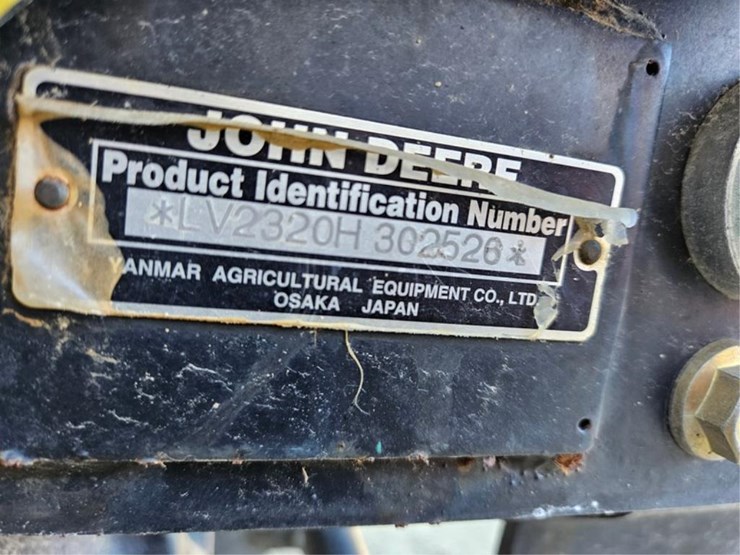 JOHN DEERE
Product Identification Number
*LV2320H 302526*
YANMAR AGRICULTURAL EQUIPMENT CO., LTD.
OSAKA JAPAN